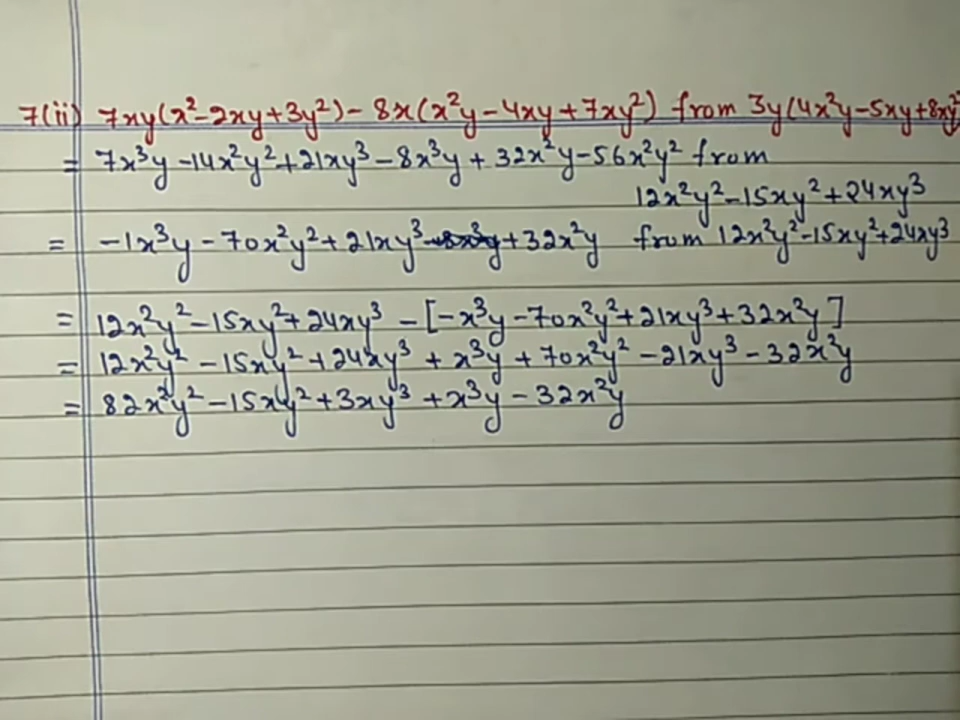 7(ii) 7xy(x²-2xy+3y²)-8x(x²y-4xy+7xy²) from 3y(4x²y-5xy+8xy²
= 7x³y-14x²y²+21xy³-8x³y+32x²y-56x²y² from
12x²y²-15xy²+24xy³
= -1x³y-70x²y²+21xy³-8x³y+32x²y from 12x²y²-15xy²+24xy³
= 12x²y²-15xy²+24xy³-[-x³y-70x²y²+21xy³+32x²y]
= 12x²y²-15xy²+24xy³+x³y+70x²y²-21xy³-32x²y
= 82x²y²-15xy²+3xy³+x³y-32x²y